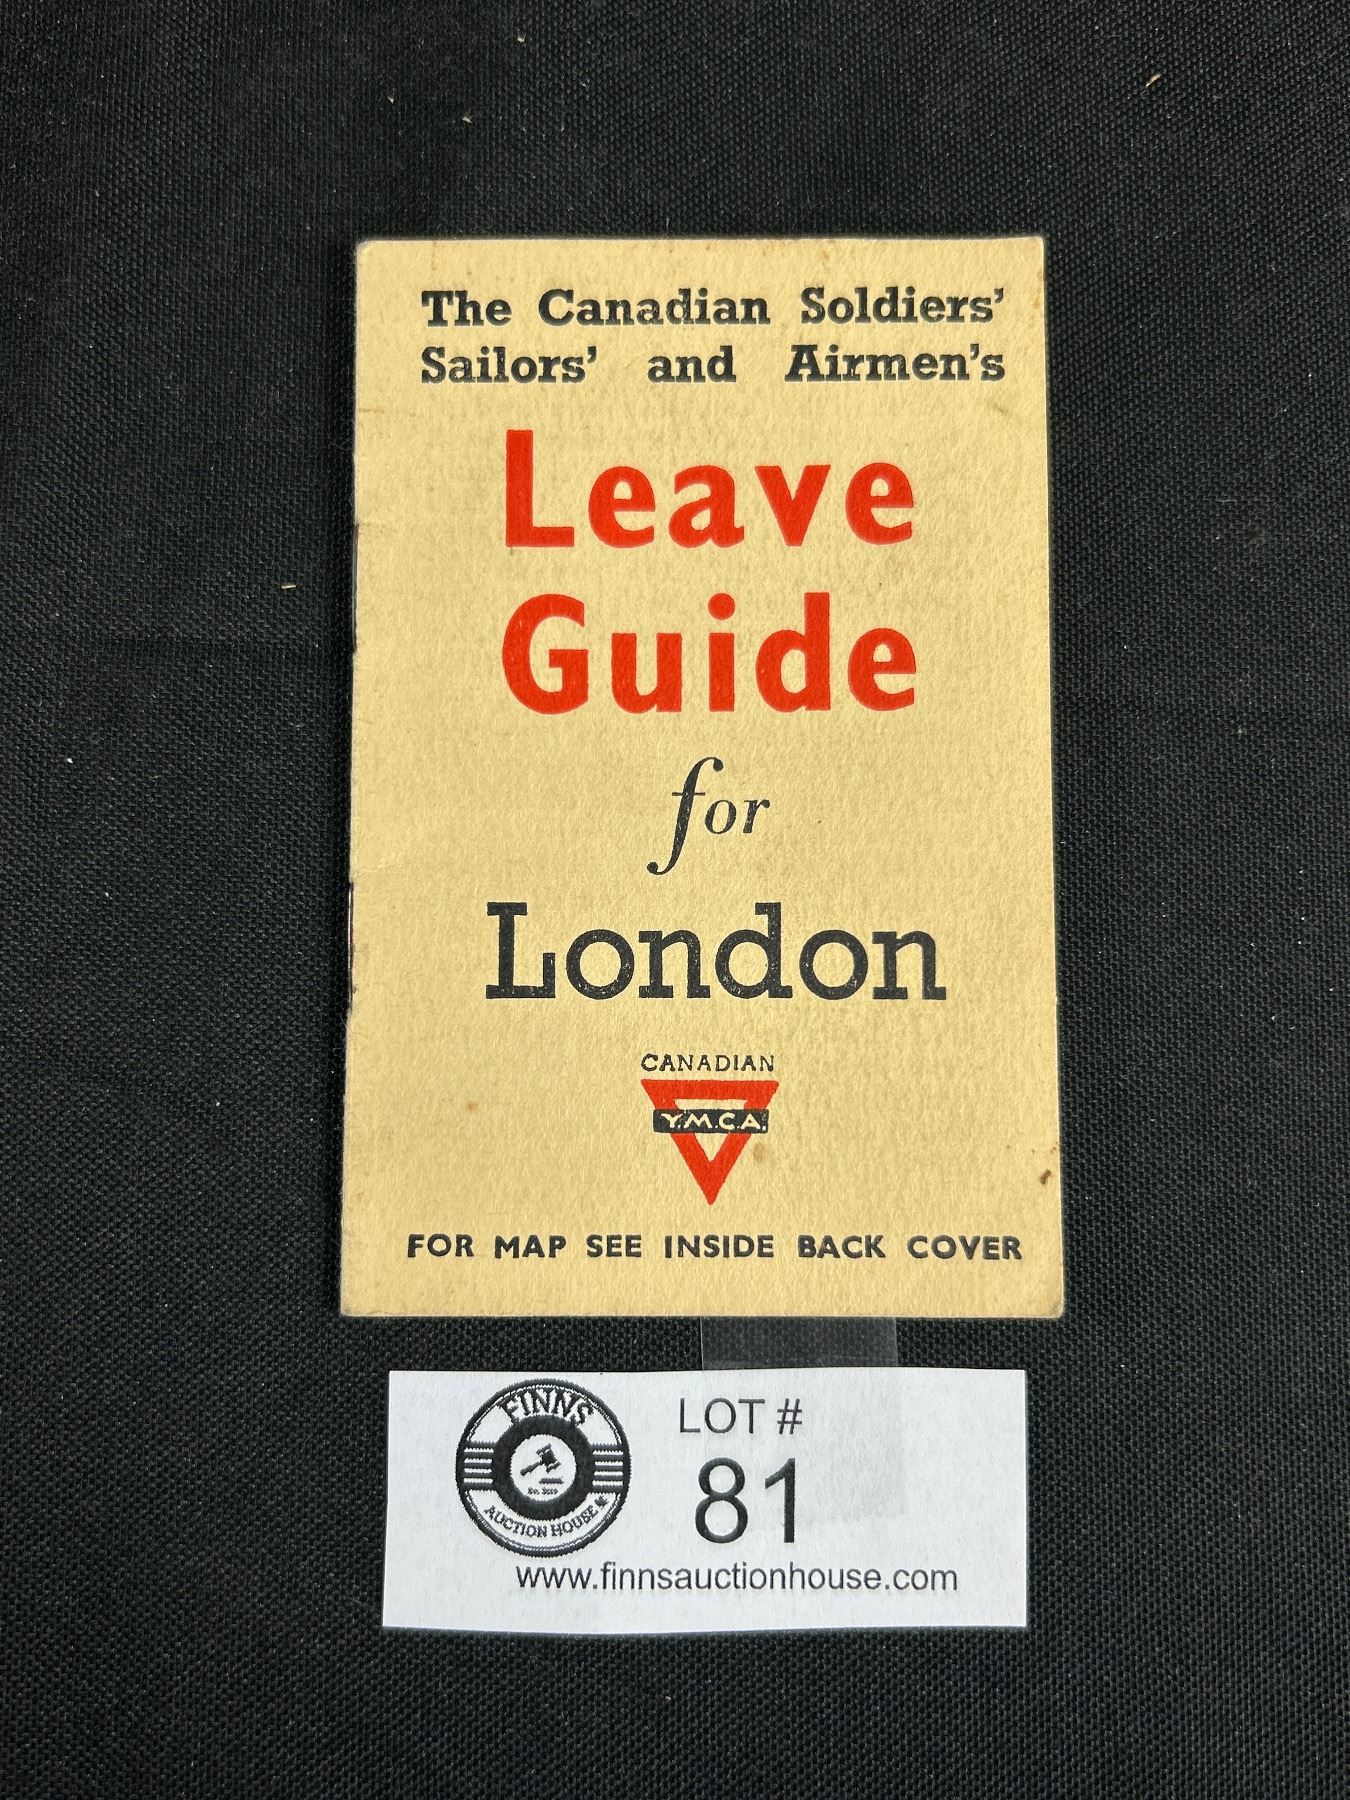 The Canadian Soldiers'
Sailors' and Airmen's
Leave
Guide
for
London
CANADIAN
Y.M.C.A.
FOR MAP SEE INSIDE BACK COVER
FINNS
AUCTION HOUSE
LOT #
81
www.finnsauctionhouse.com